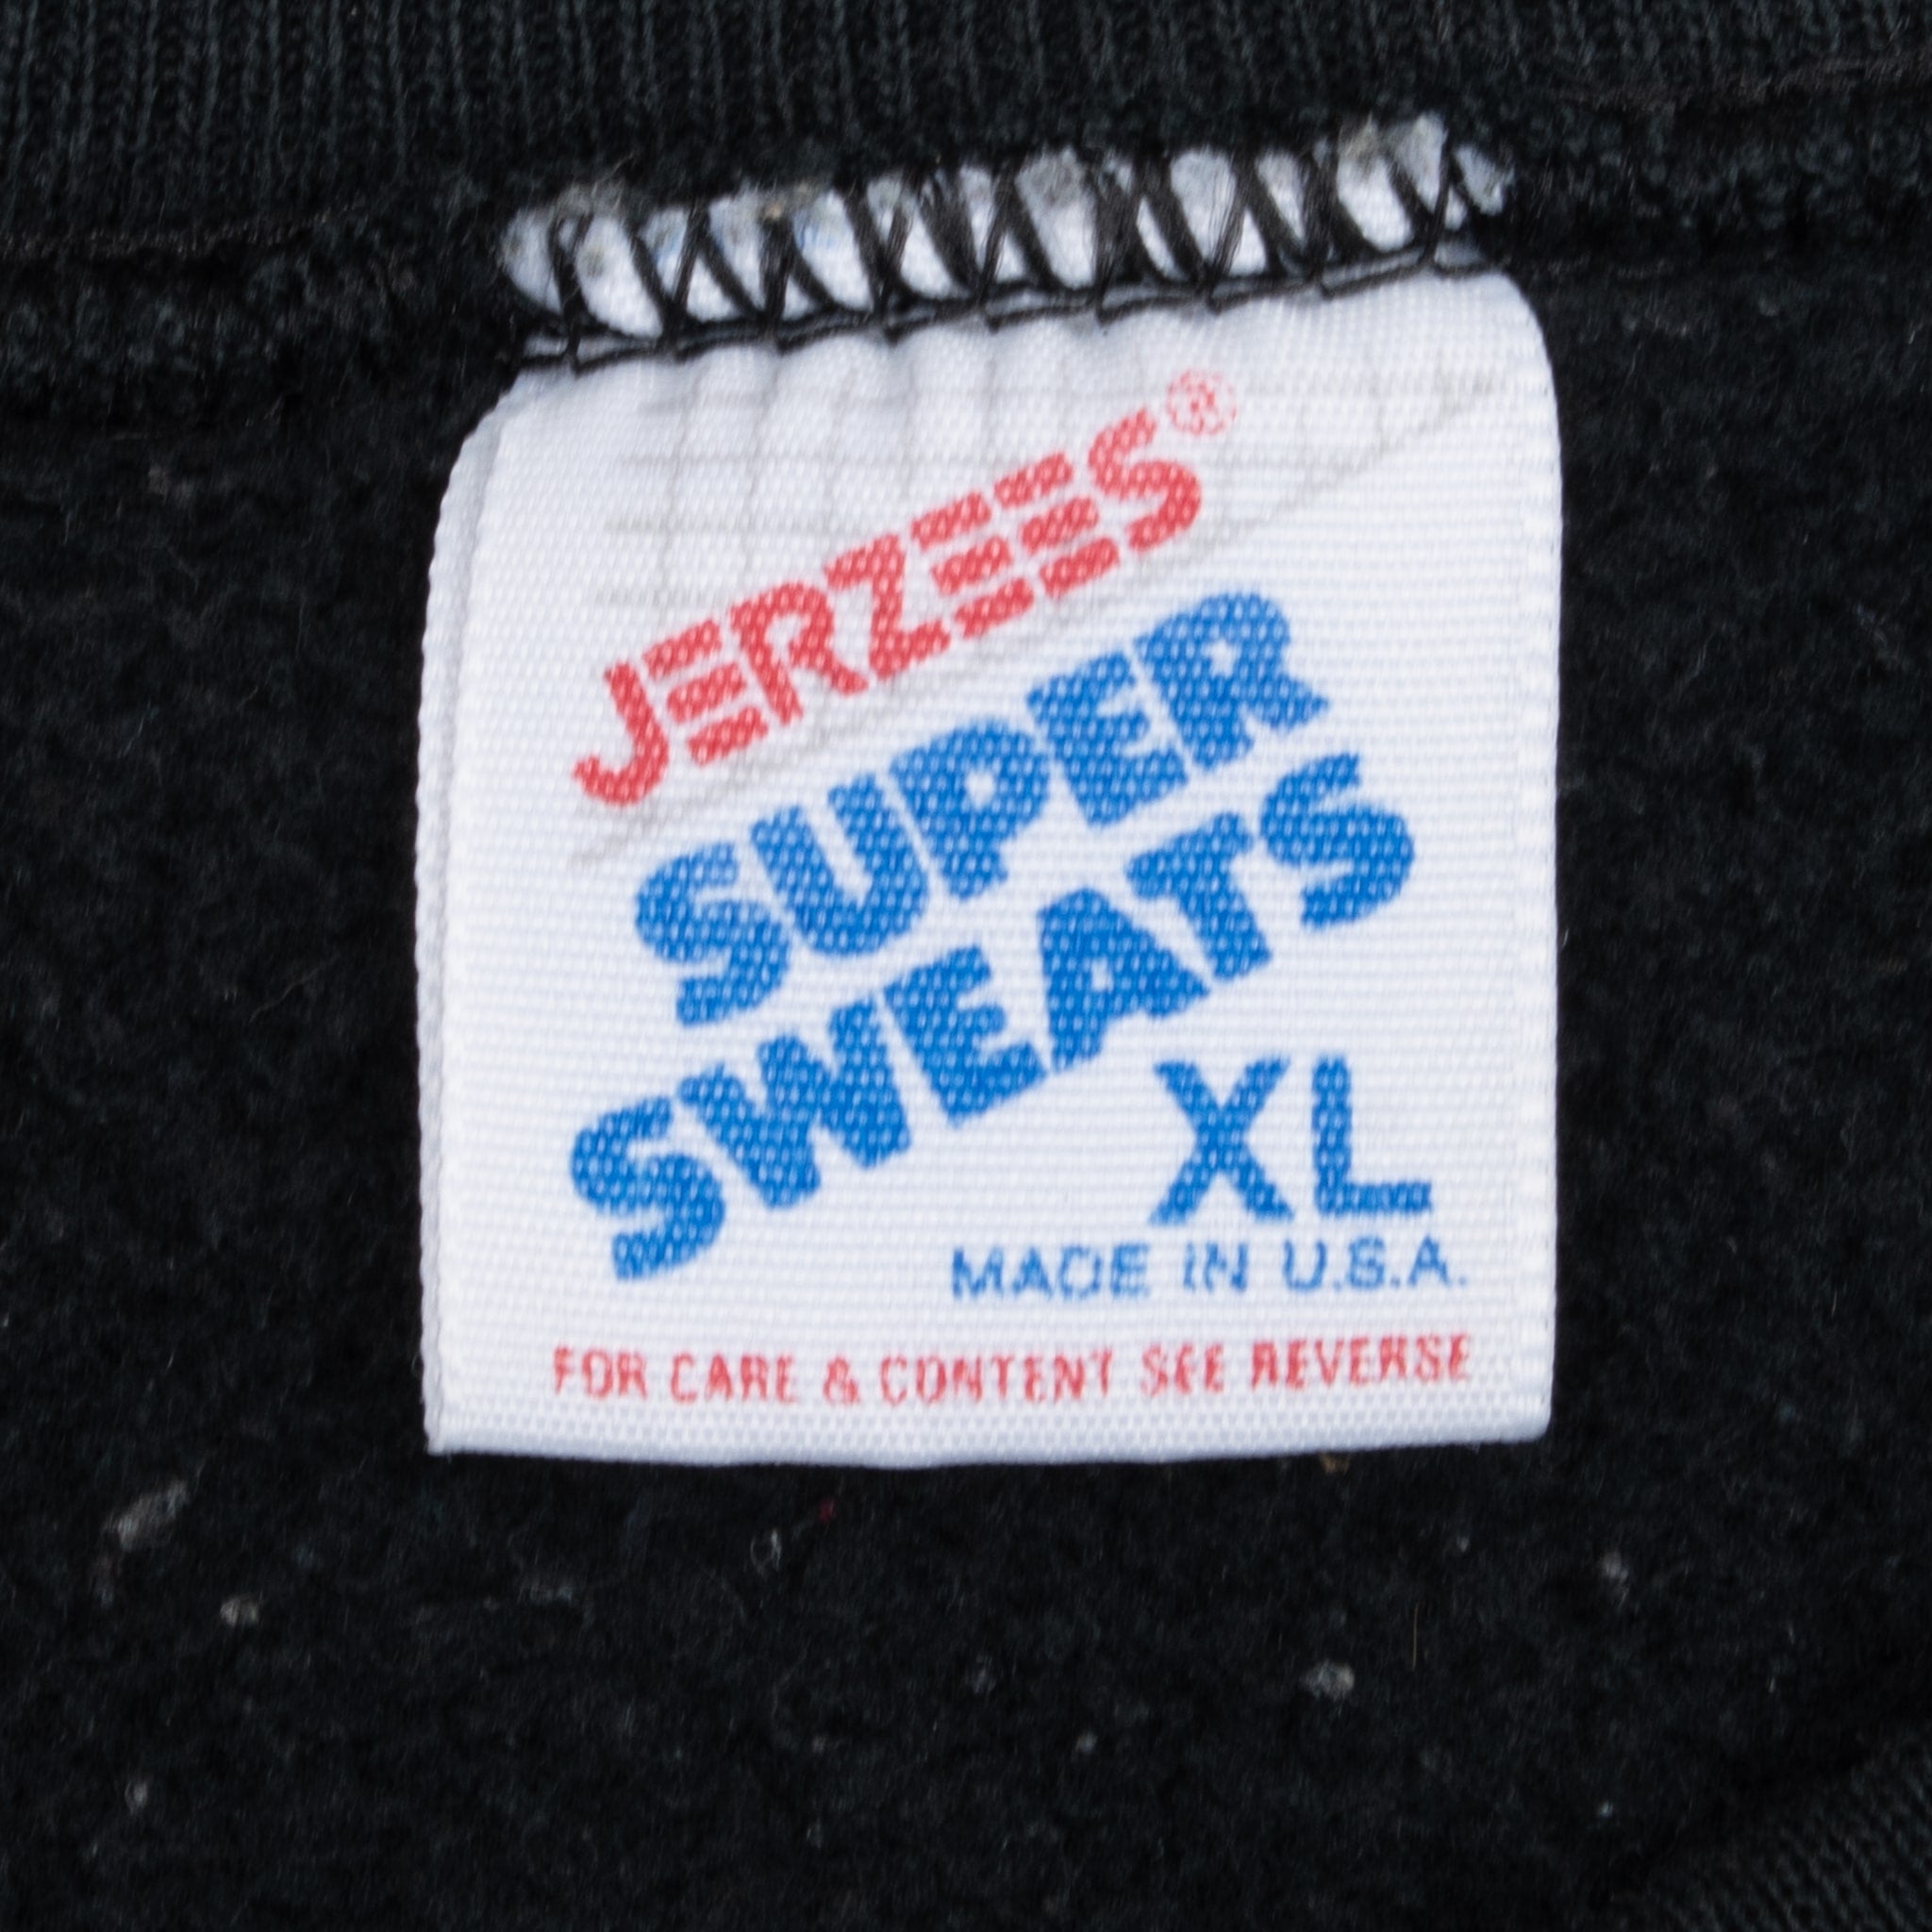 JERZEES®
SUPER
SWEATS
XL
MADE IN U.S.A.
FOR CARE & CONTENT SEE REVERSE